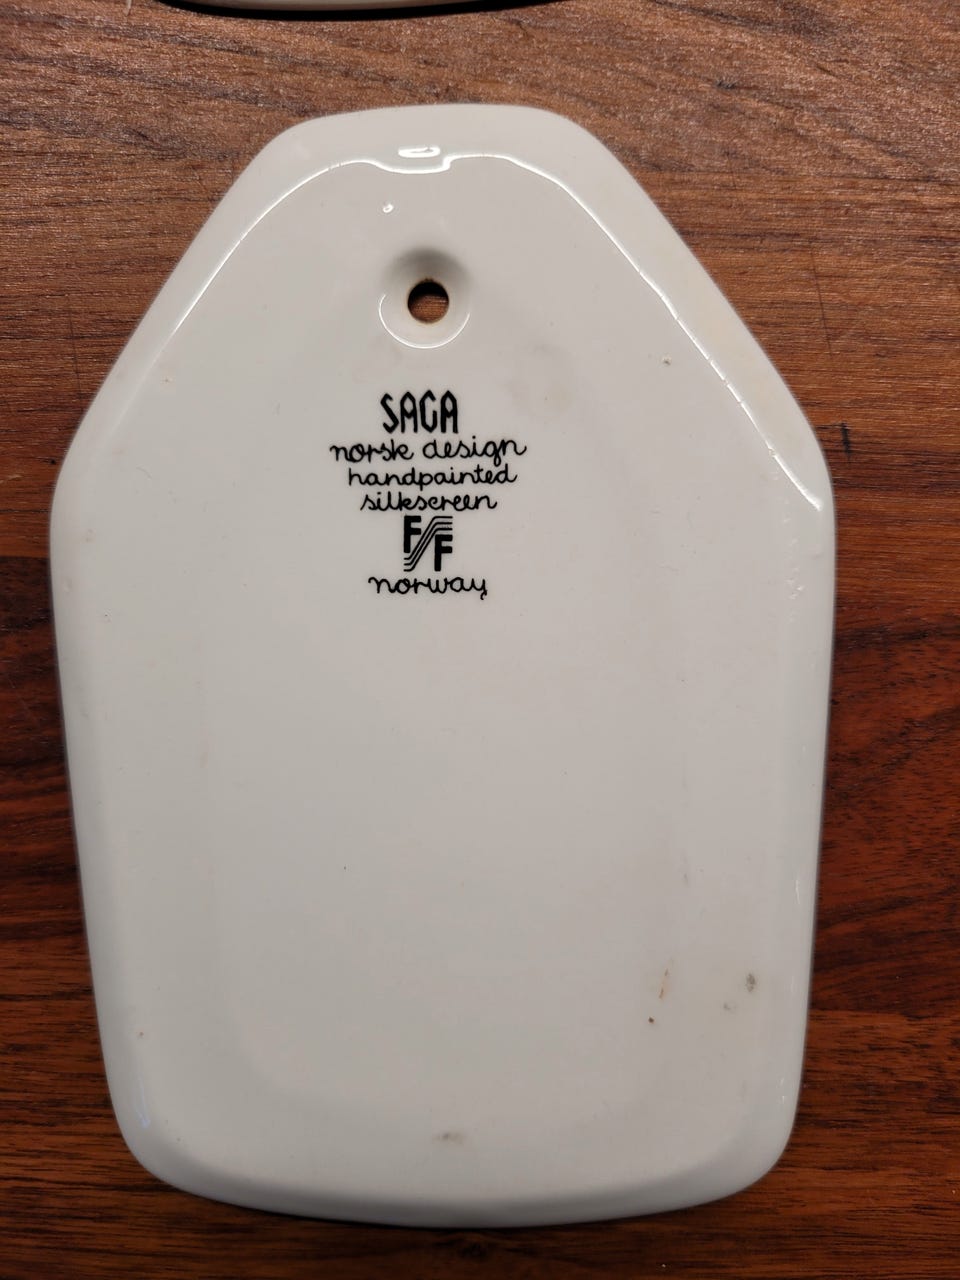 SAGA
norsk design
handpainted
silkscreen
F/F
norway